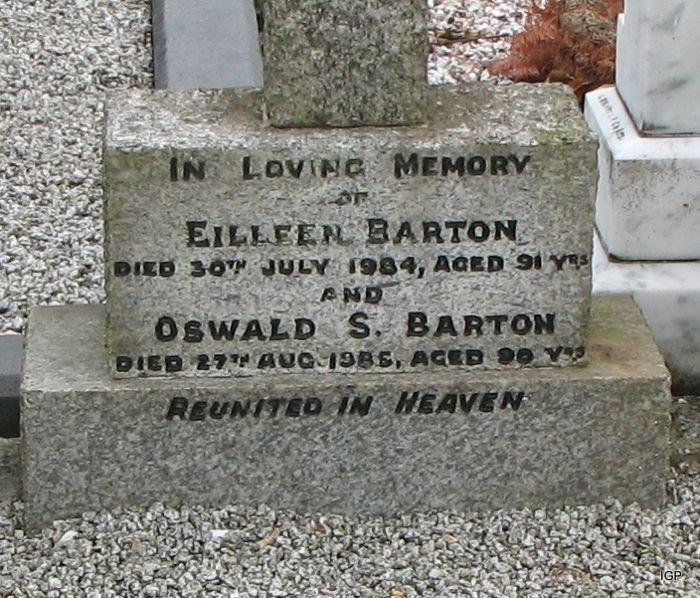 IN LOVING MEMORY
OF
EILLEEN BARTON
DIED 30TH JULY 1984, AGED 91 YRS
AND
OSWALD S. BARTON
DIED 27TH AUG 1985, AGED 90 YRS
REUNITED IN HEAVEN
IGP